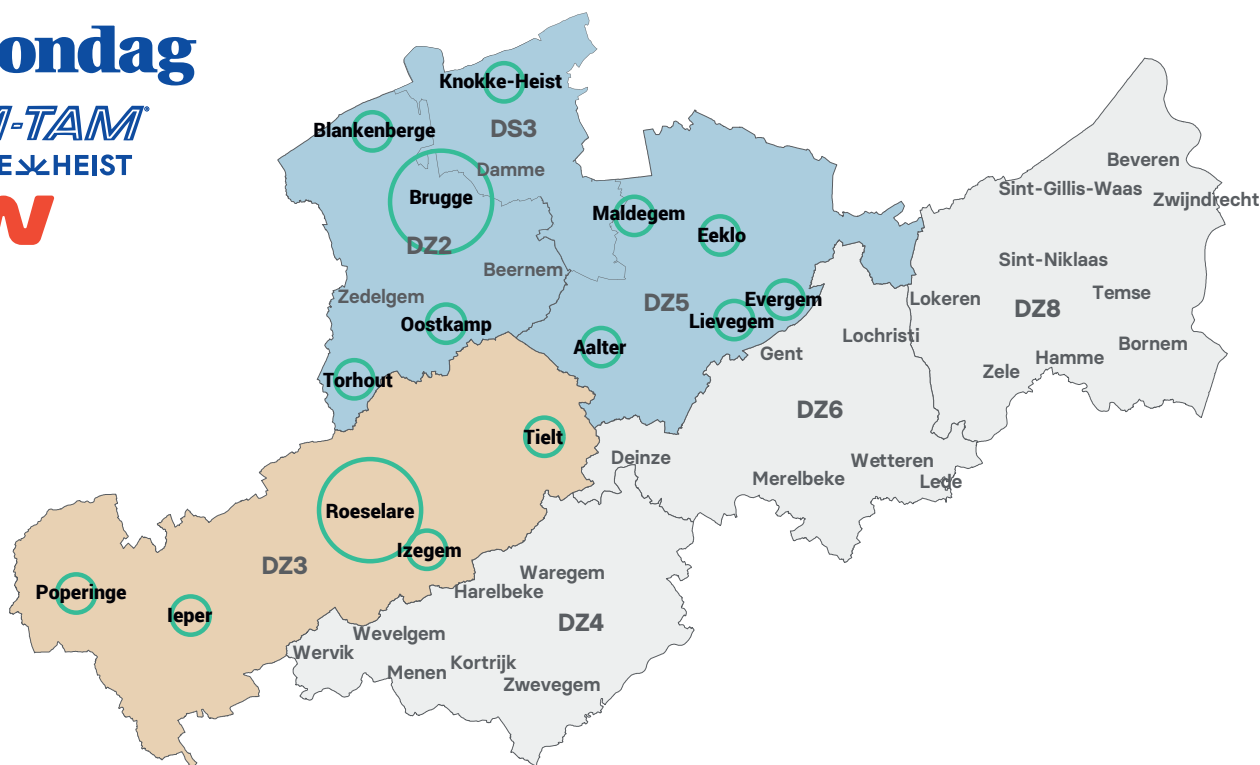 ondag
-TAM
E HEIST
Knokke-Heist
Blankenberge
DS3
Damme
Brugge
DZ2
Beernem
Zedelgem
Oostkamp
Torhout
Maldegem
Eeklo
DZ5
Evergem
Lievegem
Aalter
Beveren
Sint-Gillis-Waas
Zwijndrecht
Sint-Niklaas
Lokeren
Temse
DZ8
Bornem
Hamme
Zele
Lochristi
Gent
DZ6
Deinze
Wetteren
Merelbeke
Lede
Tielt
Roeselare
Izegem
DZ3
Poperinge
Ieper
Waregem
Harelbeke
DZ4
Wevelgem
Wervik
Kortrijk
Menen
Zwevegem